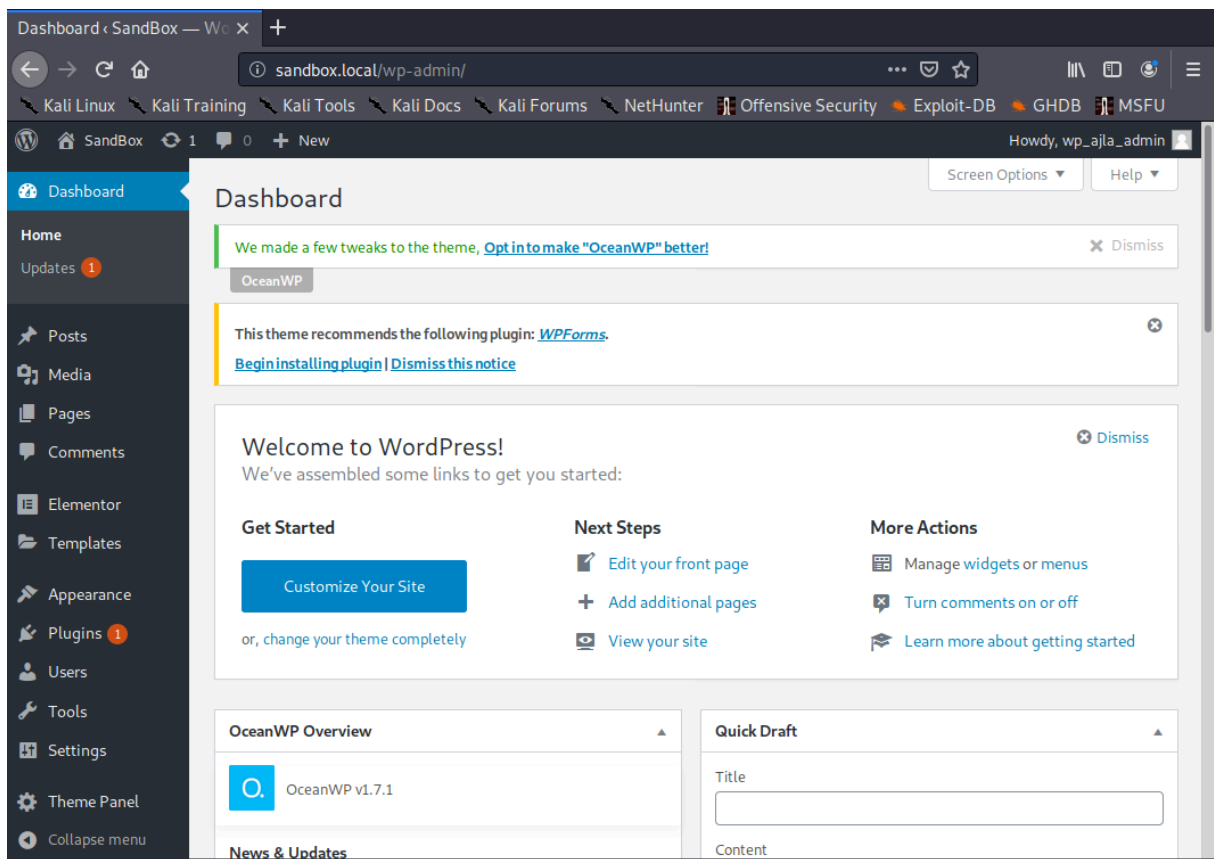 Dashboard ‹ SandBox — Wo
sandbox.local/wp-admin/
Kali Linux Kali Training Kali Tools Kali Docs Kali Forums NetHunter Offensive Security Exploit-DB GHDB MSFU
SandBox 1 0 + New Howdy, wp_ajla_admin
Screen Options ▼ Help ▼
Dashboard
Home
Updates 1
Posts
Media
Pages
Comments
Elementor
Templates
Appearance
Plugins 1
Users
Tools
Settings
Theme Panel
Collapse menu
Dashboard
We made a few tweaks to the theme, Opt in to make "OceanWP" better! Dismiss
OceanWP
This theme recommends the following plugin: WPForms.
Begin installing plugin | Dismiss this notice
Welcome to WordPress! Dismiss
We've assembled some links to get you started:
Get Started
Customize Your Site
or, change your theme completely
Next Steps
Edit your front page
Add additional pages
View your site
More Actions
Manage widgets or menus
Turn comments on or off
Learn more about getting started
OceanWP Overview ▲
O.
OceanWP v1.7.1
News & Updates
Quick Draft ▲
Title
Content